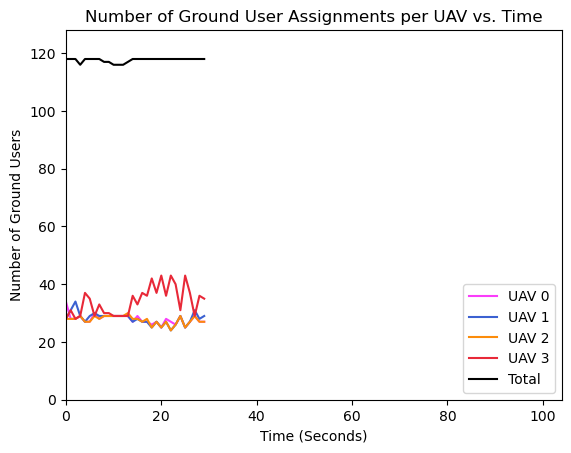 Number of Ground User Assignments per UAV vs. Time
Number of Ground Users
120
100
80
60
40
20
0
0 20 40 60 80 100
Time (Seconds)
UAV 0
UAV 1
UAV 2
UAV 3
Total